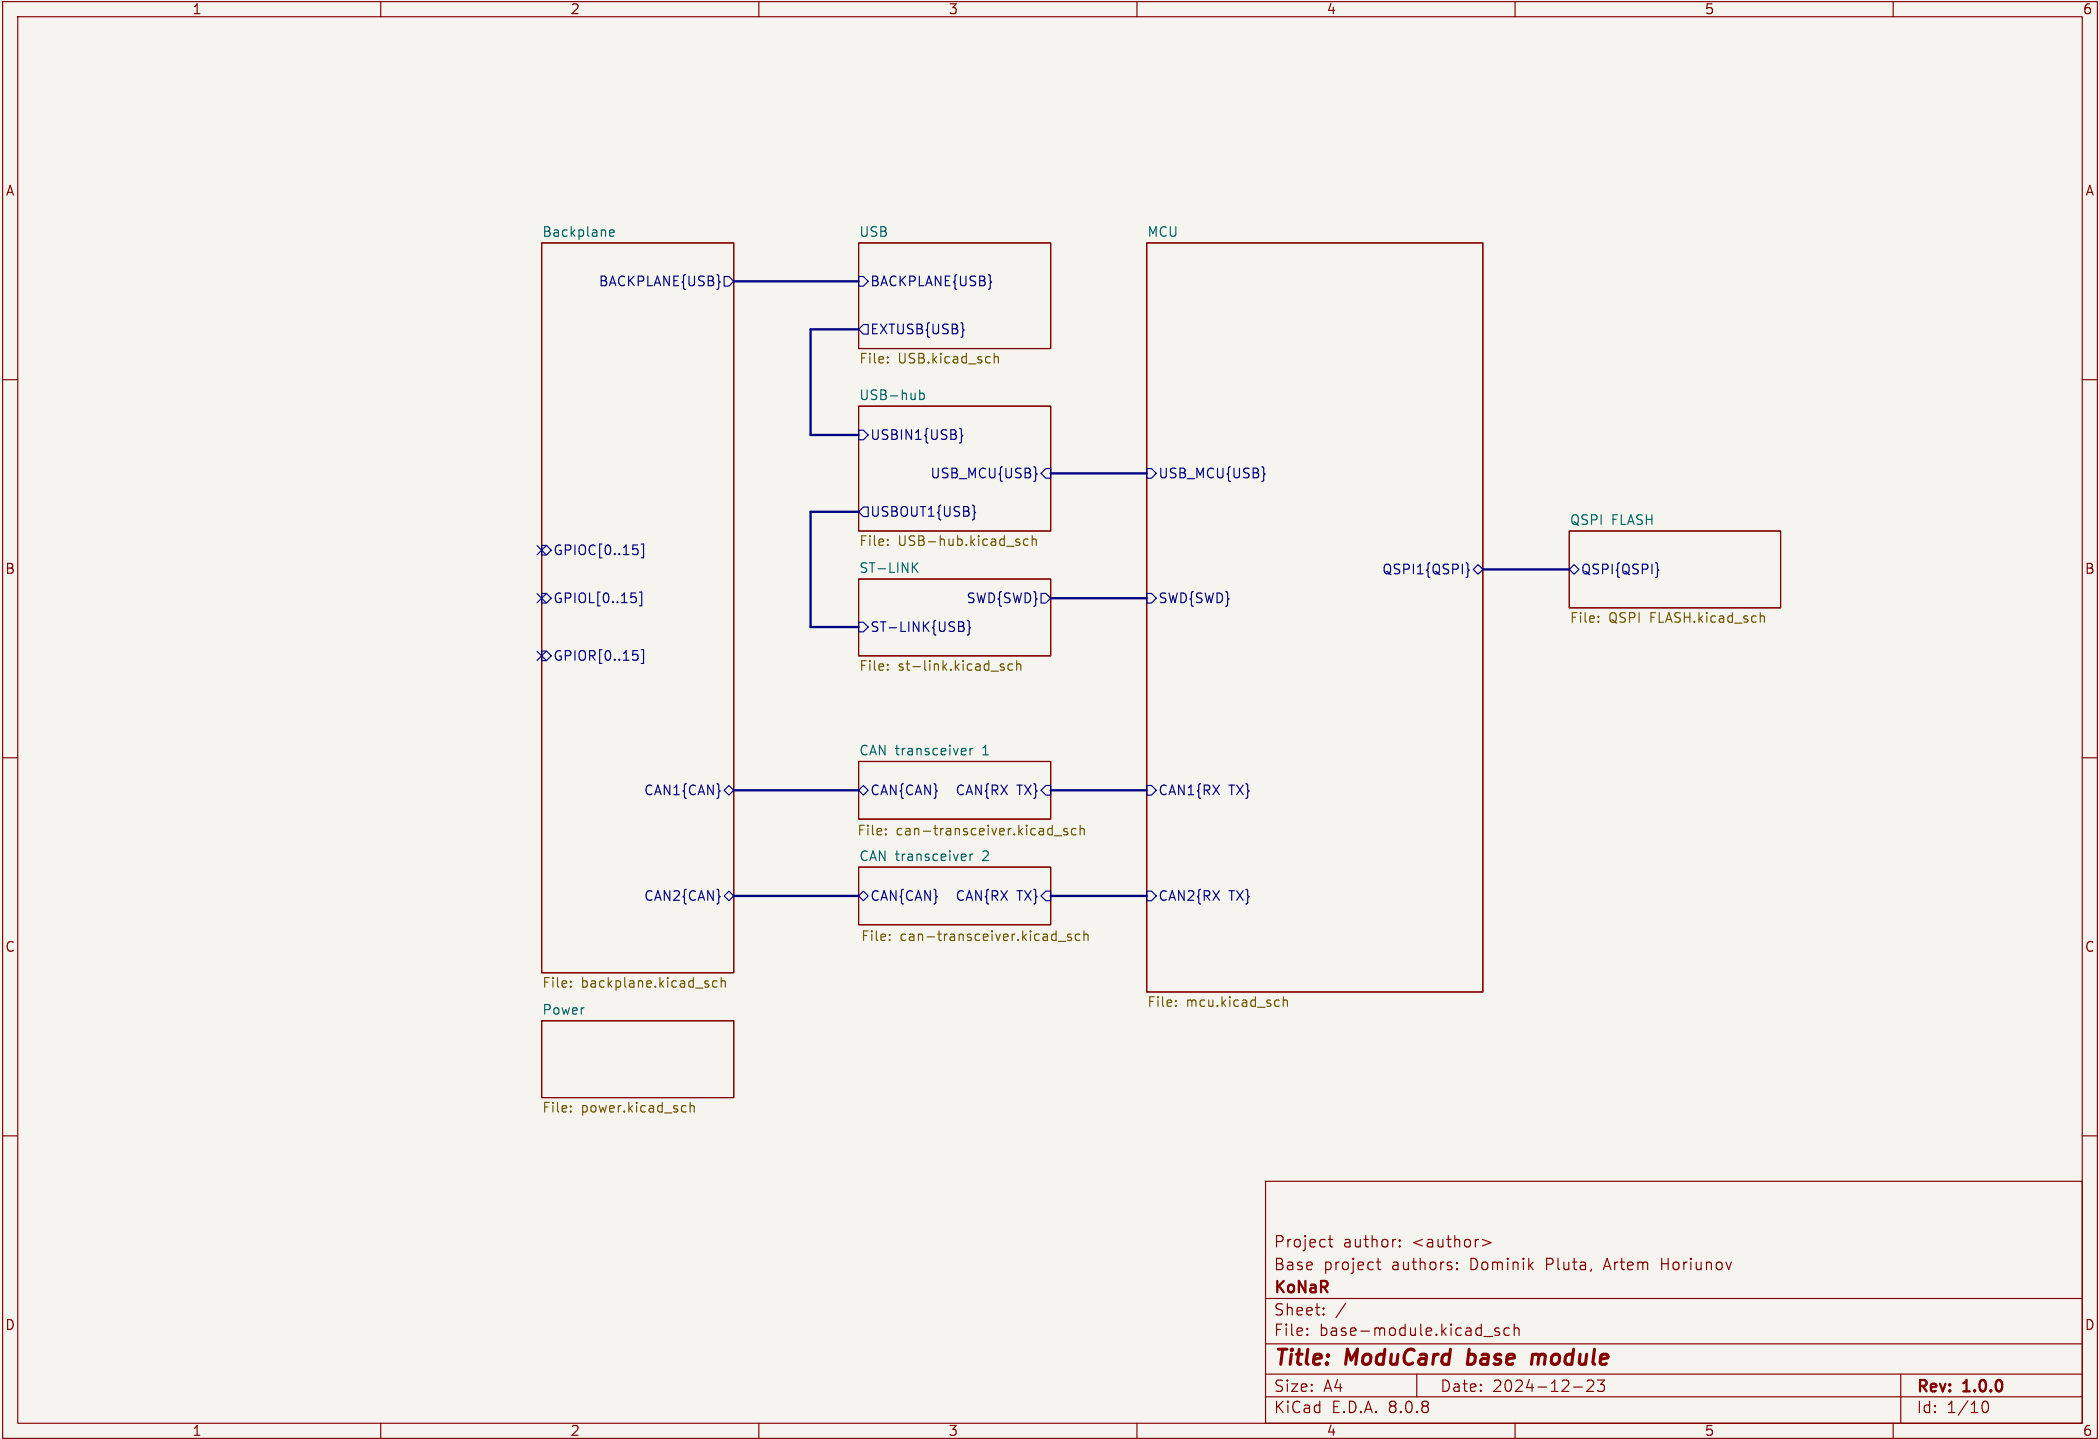 1 2 3 4 5 6
A A
Backplane
BACKPLANE{USB}
GPIOC[0..15]
GPIOL[0..15]
GPIOR[0..15]
CAN1{CAN}
CAN2{CAN}
File: backplane.kicad_sch
Power
File: power.kicad_sch
USB
BACKPLANE{USB}
EXTUSB{USB}
File: USB.kicad_sch
USB-hub
USBIN1{USB}
USB_MCU{USB}
USBOUT1{USB}
File: USB-hub.kicad_sch
ST-LINK
SWD{SWD}
ST-LINK{USB}
File: st-link.kicad_sch
CAN transceiver 1
CAN{CAN} CAN{RX TX}
File: can-transceiver.kicad_sch
CAN transceiver 2
CAN{CAN} CAN{RX TX}
File: can-transceiver.kicad_sch
MCU
USB_MCU{USB}
QSPI1{QSPI}
SWD{SWD}
CAN1{RX TX}
CAN2{RX TX}
File: mcu.kicad_sch
QSPI FLASH
QSPI{QSPI}
File: QSPI FLASH.kicad_sch
B B
C C
D D
Project author: <author>
Base project authors: Dominik Pluta, Artem Horiunov
KoNaR
Sheet: /
File: base-module.kicad_sch
Title: ModuCard base module
Size: A4 Date: 2024-12-23 Rev: 1.0.0
KiCad E.D.A. 8.0.8 Id: 1/10
1 2 3 4 5 6